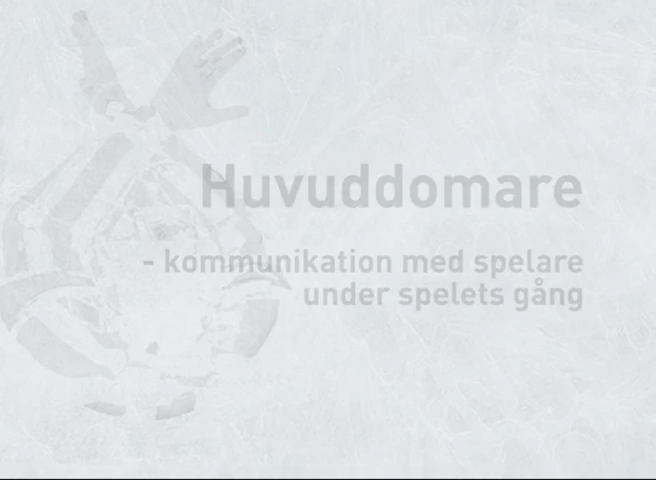 Huvuddomare
- kommunikation med spelare
under spelets gång